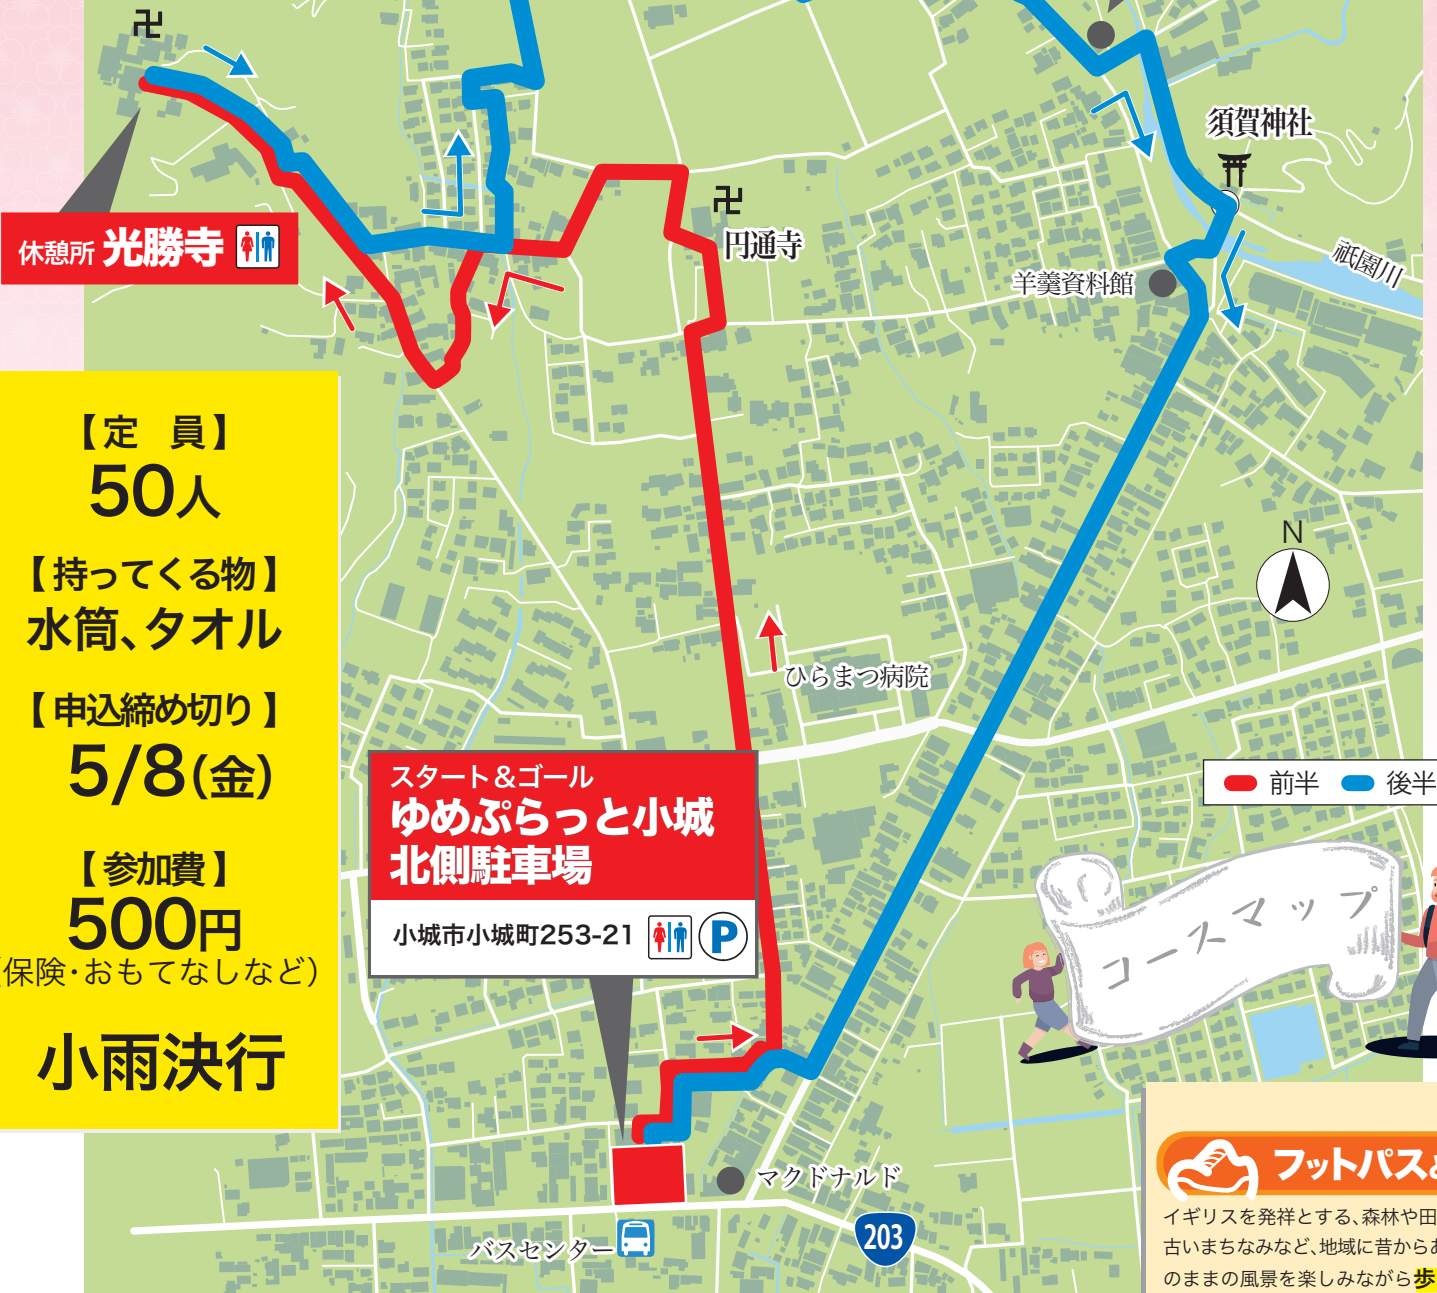 須賀神社
円通寺
休憩所 光勝寺
羊羹資料館
祇園川
【定 員】
50人
【持ってくる物】
水筒、タオル
【申込締め切り】
5/8(金)
【参加費】
500円
(保険・おもてなしなど)
小雨決行
N
ひらまつ病院
前半 後半
スタート&ゴール
ゆめぷらっと小城
北側駐車場
小城市小城町253-21 P
コースマップ
マクドナルド
バスセンター
203
フットパス
イギリスを発祥とする、森林や田
古いまちなみなど、地域に昔から
のままの風景を楽しみながら歩